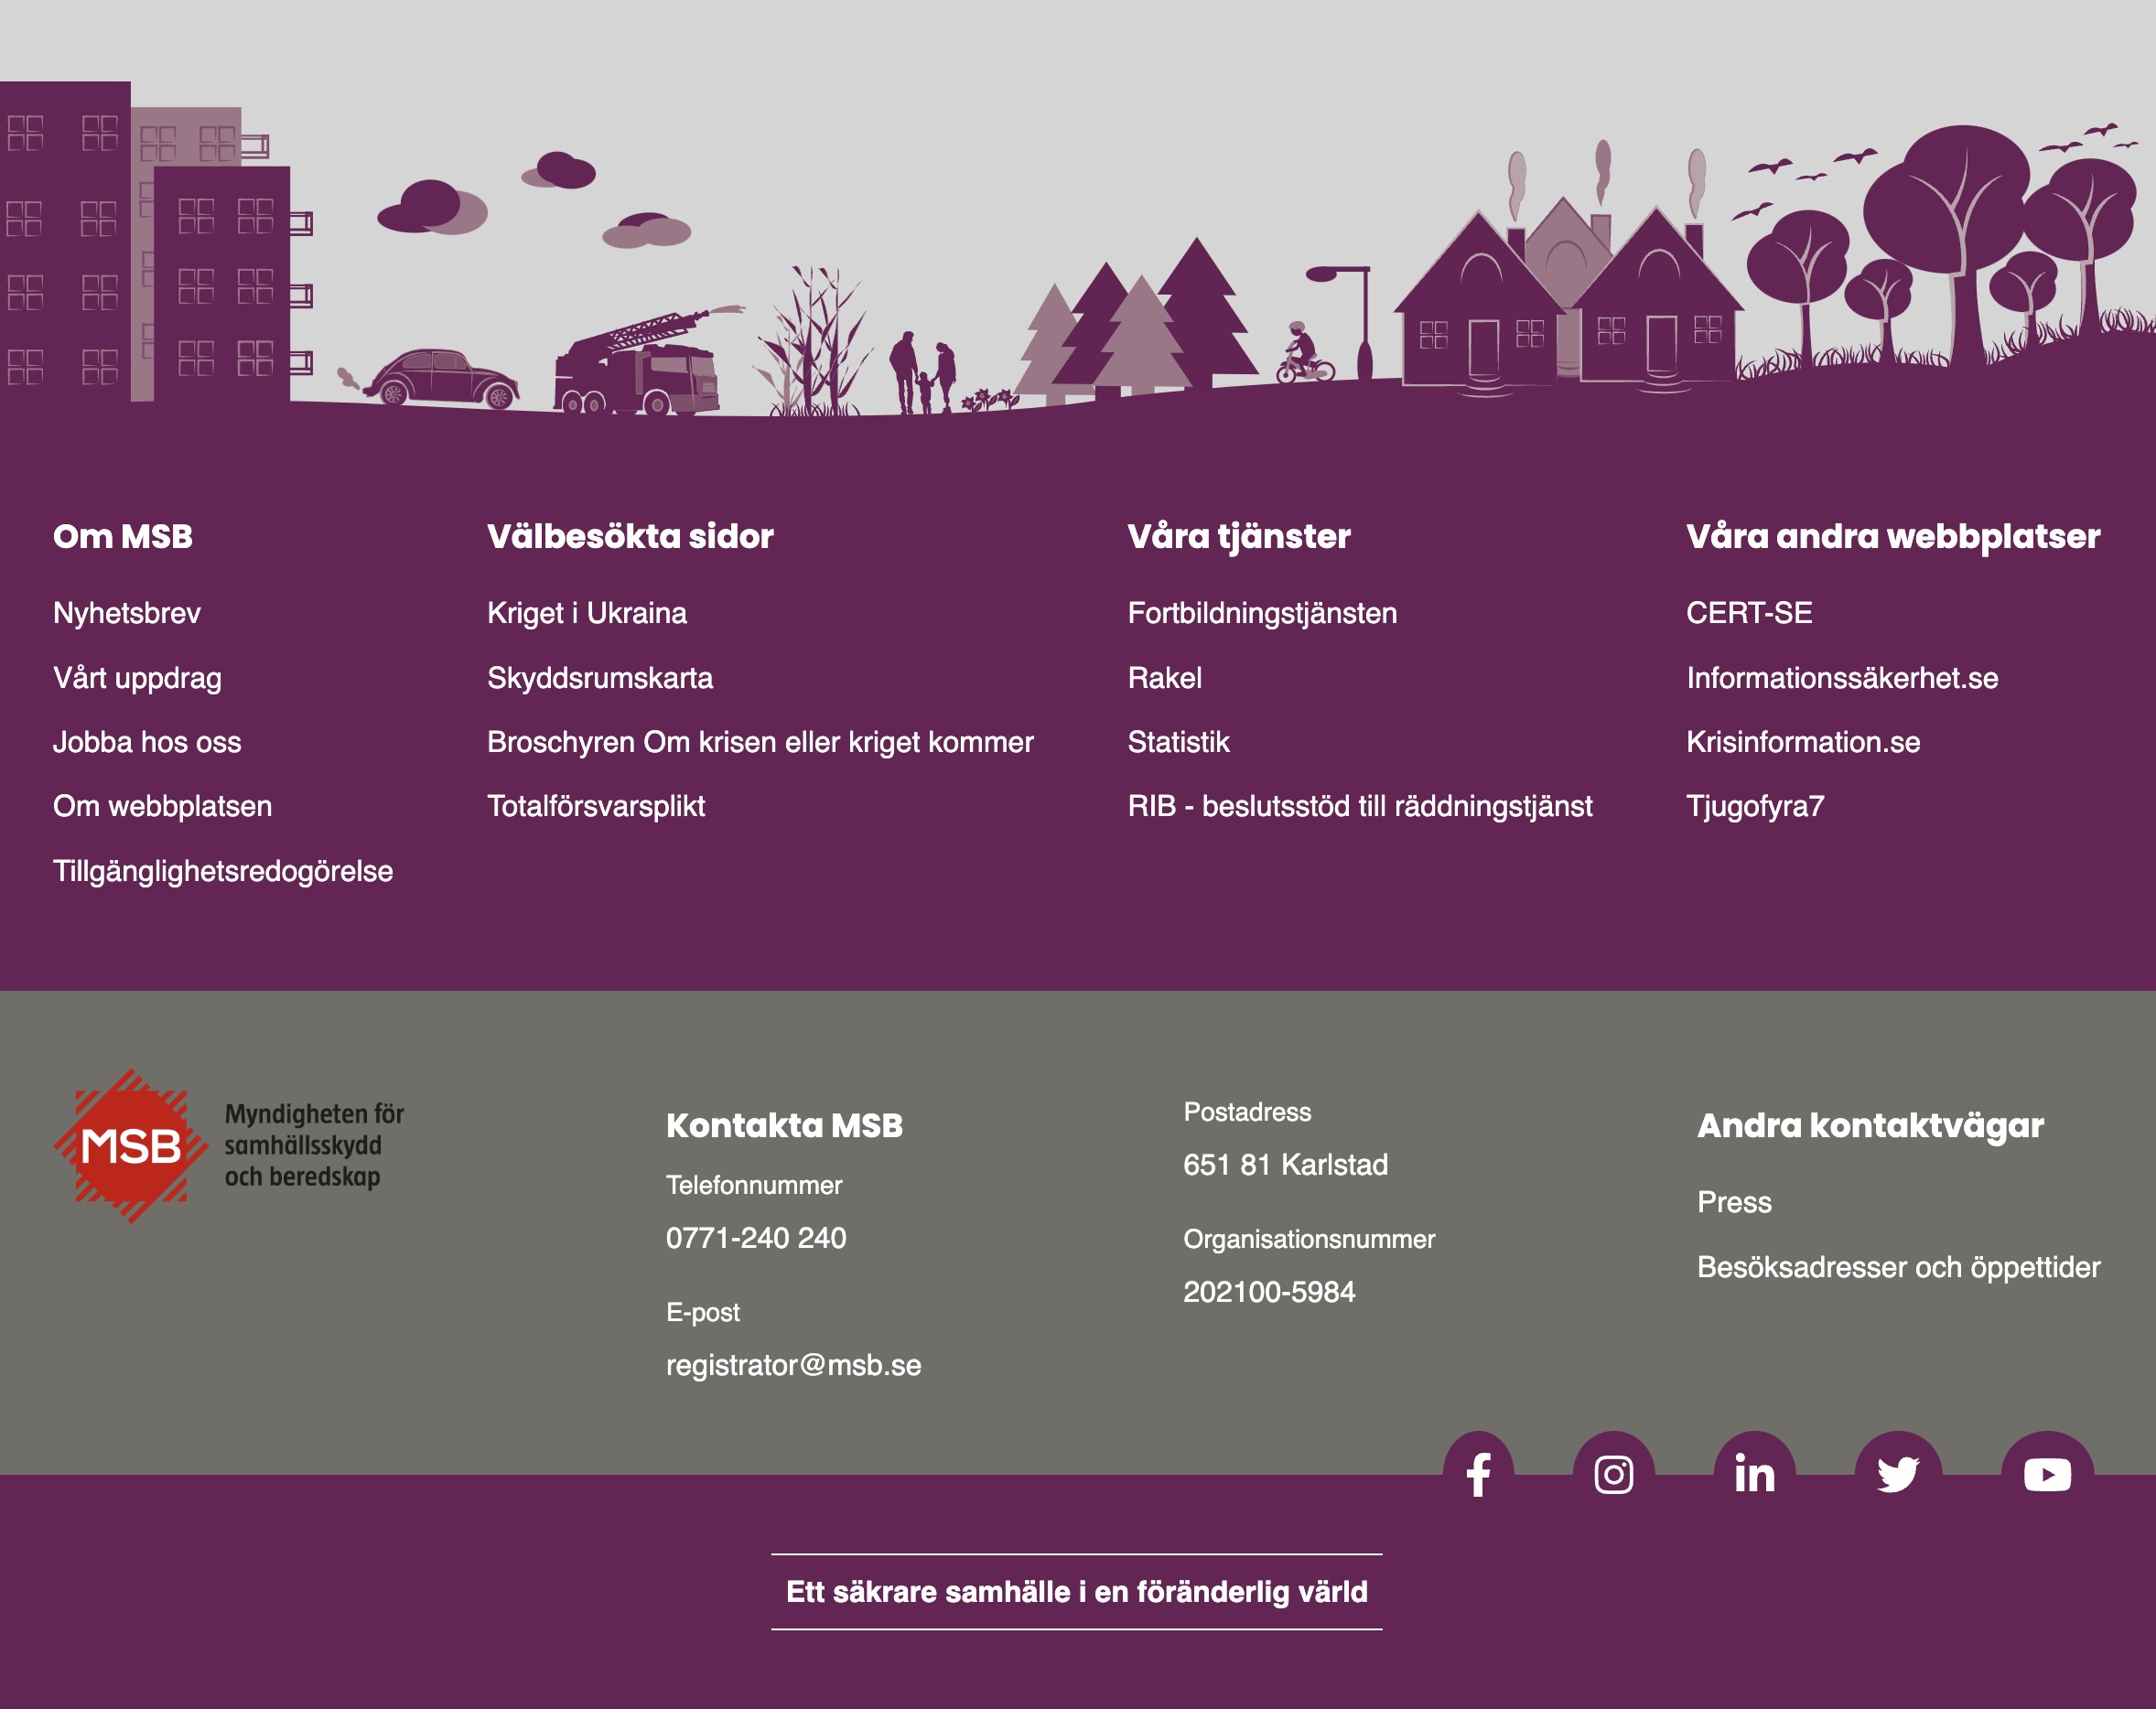 Om MSB
Nyhetsbrev
Vårt uppdrag
Jobba hos oss
Om webbplatsen
Tillgänglighetsredogörelse
Välbesökta sidor
Kriget i Ukraina
Skyddsrumskarta
Broschyren Om krisen eller kriget kommer
Totalförsvarsplikt
Våra tjänster
Fortbildningstjänsten
Rakel
Statistik
RIB - beslutsstöd till räddningstjänst
Våra andra webbplatser
CERT-SE
Informationssäkerhet.se
Krisinformation.se
Tjugofyra7
MSB
Myndigheten för
samhällsskydd
och beredskap
Kontakta MSB
Telefonnummer
0771-240 240
E-post
registrator@msb.se
Postadress
651 81 Karlstad
Organisationsnummer
202100-5984
Andra kontaktvägar
Press
Besöksadresser och öppettider
Ett säkrare samhälle i en föränderlig värld